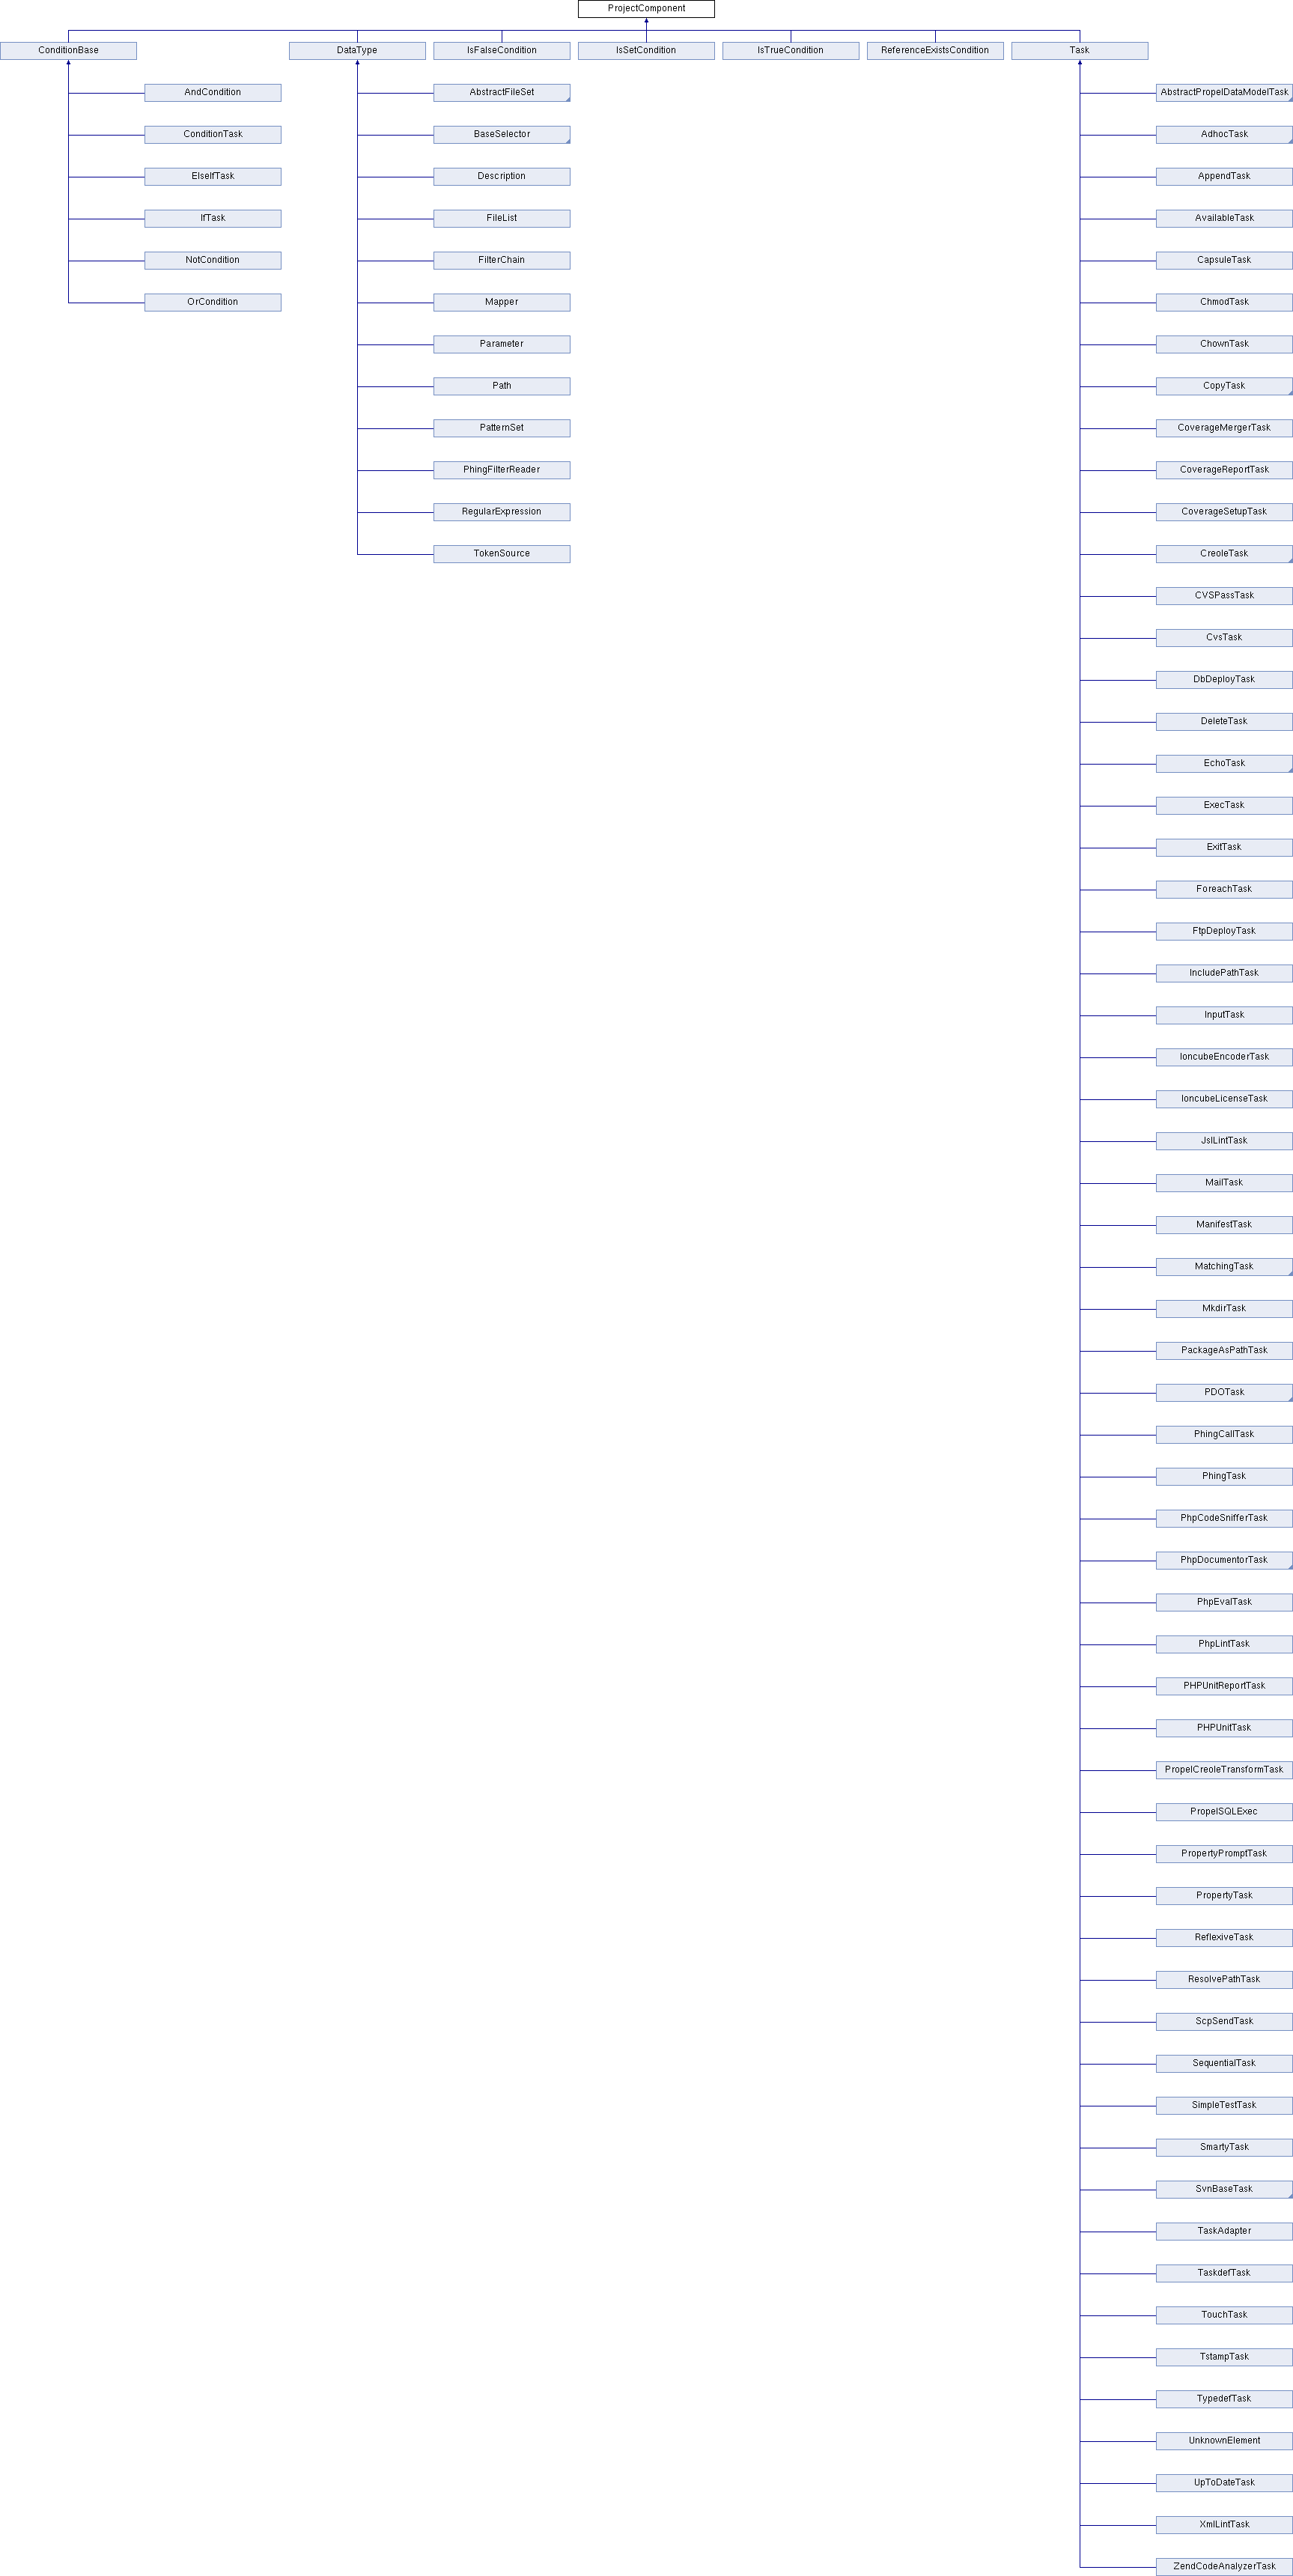 ProjectComponent
ConditionBase
DataType
IsFalseCondition
IsSetCondition
IsTrueCondition
ReferenceExistsCondition
Task
AndCondition
ConditionTask
ElseIfTask
IfTask
NotCondition
OrCondition
AbstractFileSet
BaseSelector
Description
FileList
FilterChain
Mapper
Parameter
Path
PatternSet
PhingFilterReader
RegularExpression
TokenSource
AbstractPropelDataModelTask
AdhocTask
AppendTask
AvailableTask
CapsuleTask
ChmodTask
ChownTask
CopyTask
CoverageMergerTask
CoverageReportTask
CoverageSetupTask
CreoleTask
CVSPassTask
CvsTask
DbDeployTask
DeleteTask
EchoTask
ExecTask
ExitTask
ForeachTask
FtpDeployTask
IncludePathTask
InputTask
IoncubeEncoderTask
IoncubeLicenseTask
JslLintTask
MailTask
ManifestTask
MatchingTask
MkdirTask
PackageAsPathTask
PDOTask
PhingCallTask
PhingTask
PhpCodeSnifferTask
PhpDocumentorTask
PhpEvalTask
PhpLintTask
PHPUnitReportTask
PHPUnitTask
PropelCreoleTransformTask
PropelSQLExec
PropertyPromptTask
PropertyTask
ReflexiveTask
ResolvePathTask
ScpSendTask
SequentialTask
SimpleTestTask
SmartyTask
SvnBaseTask
TaskAdapter
TaskdefTask
TouchTask
TstampTask
TypedefTask
UnknownElement
UpToDateTask
XmlLintTask
ZendCodeAnalyzerTask